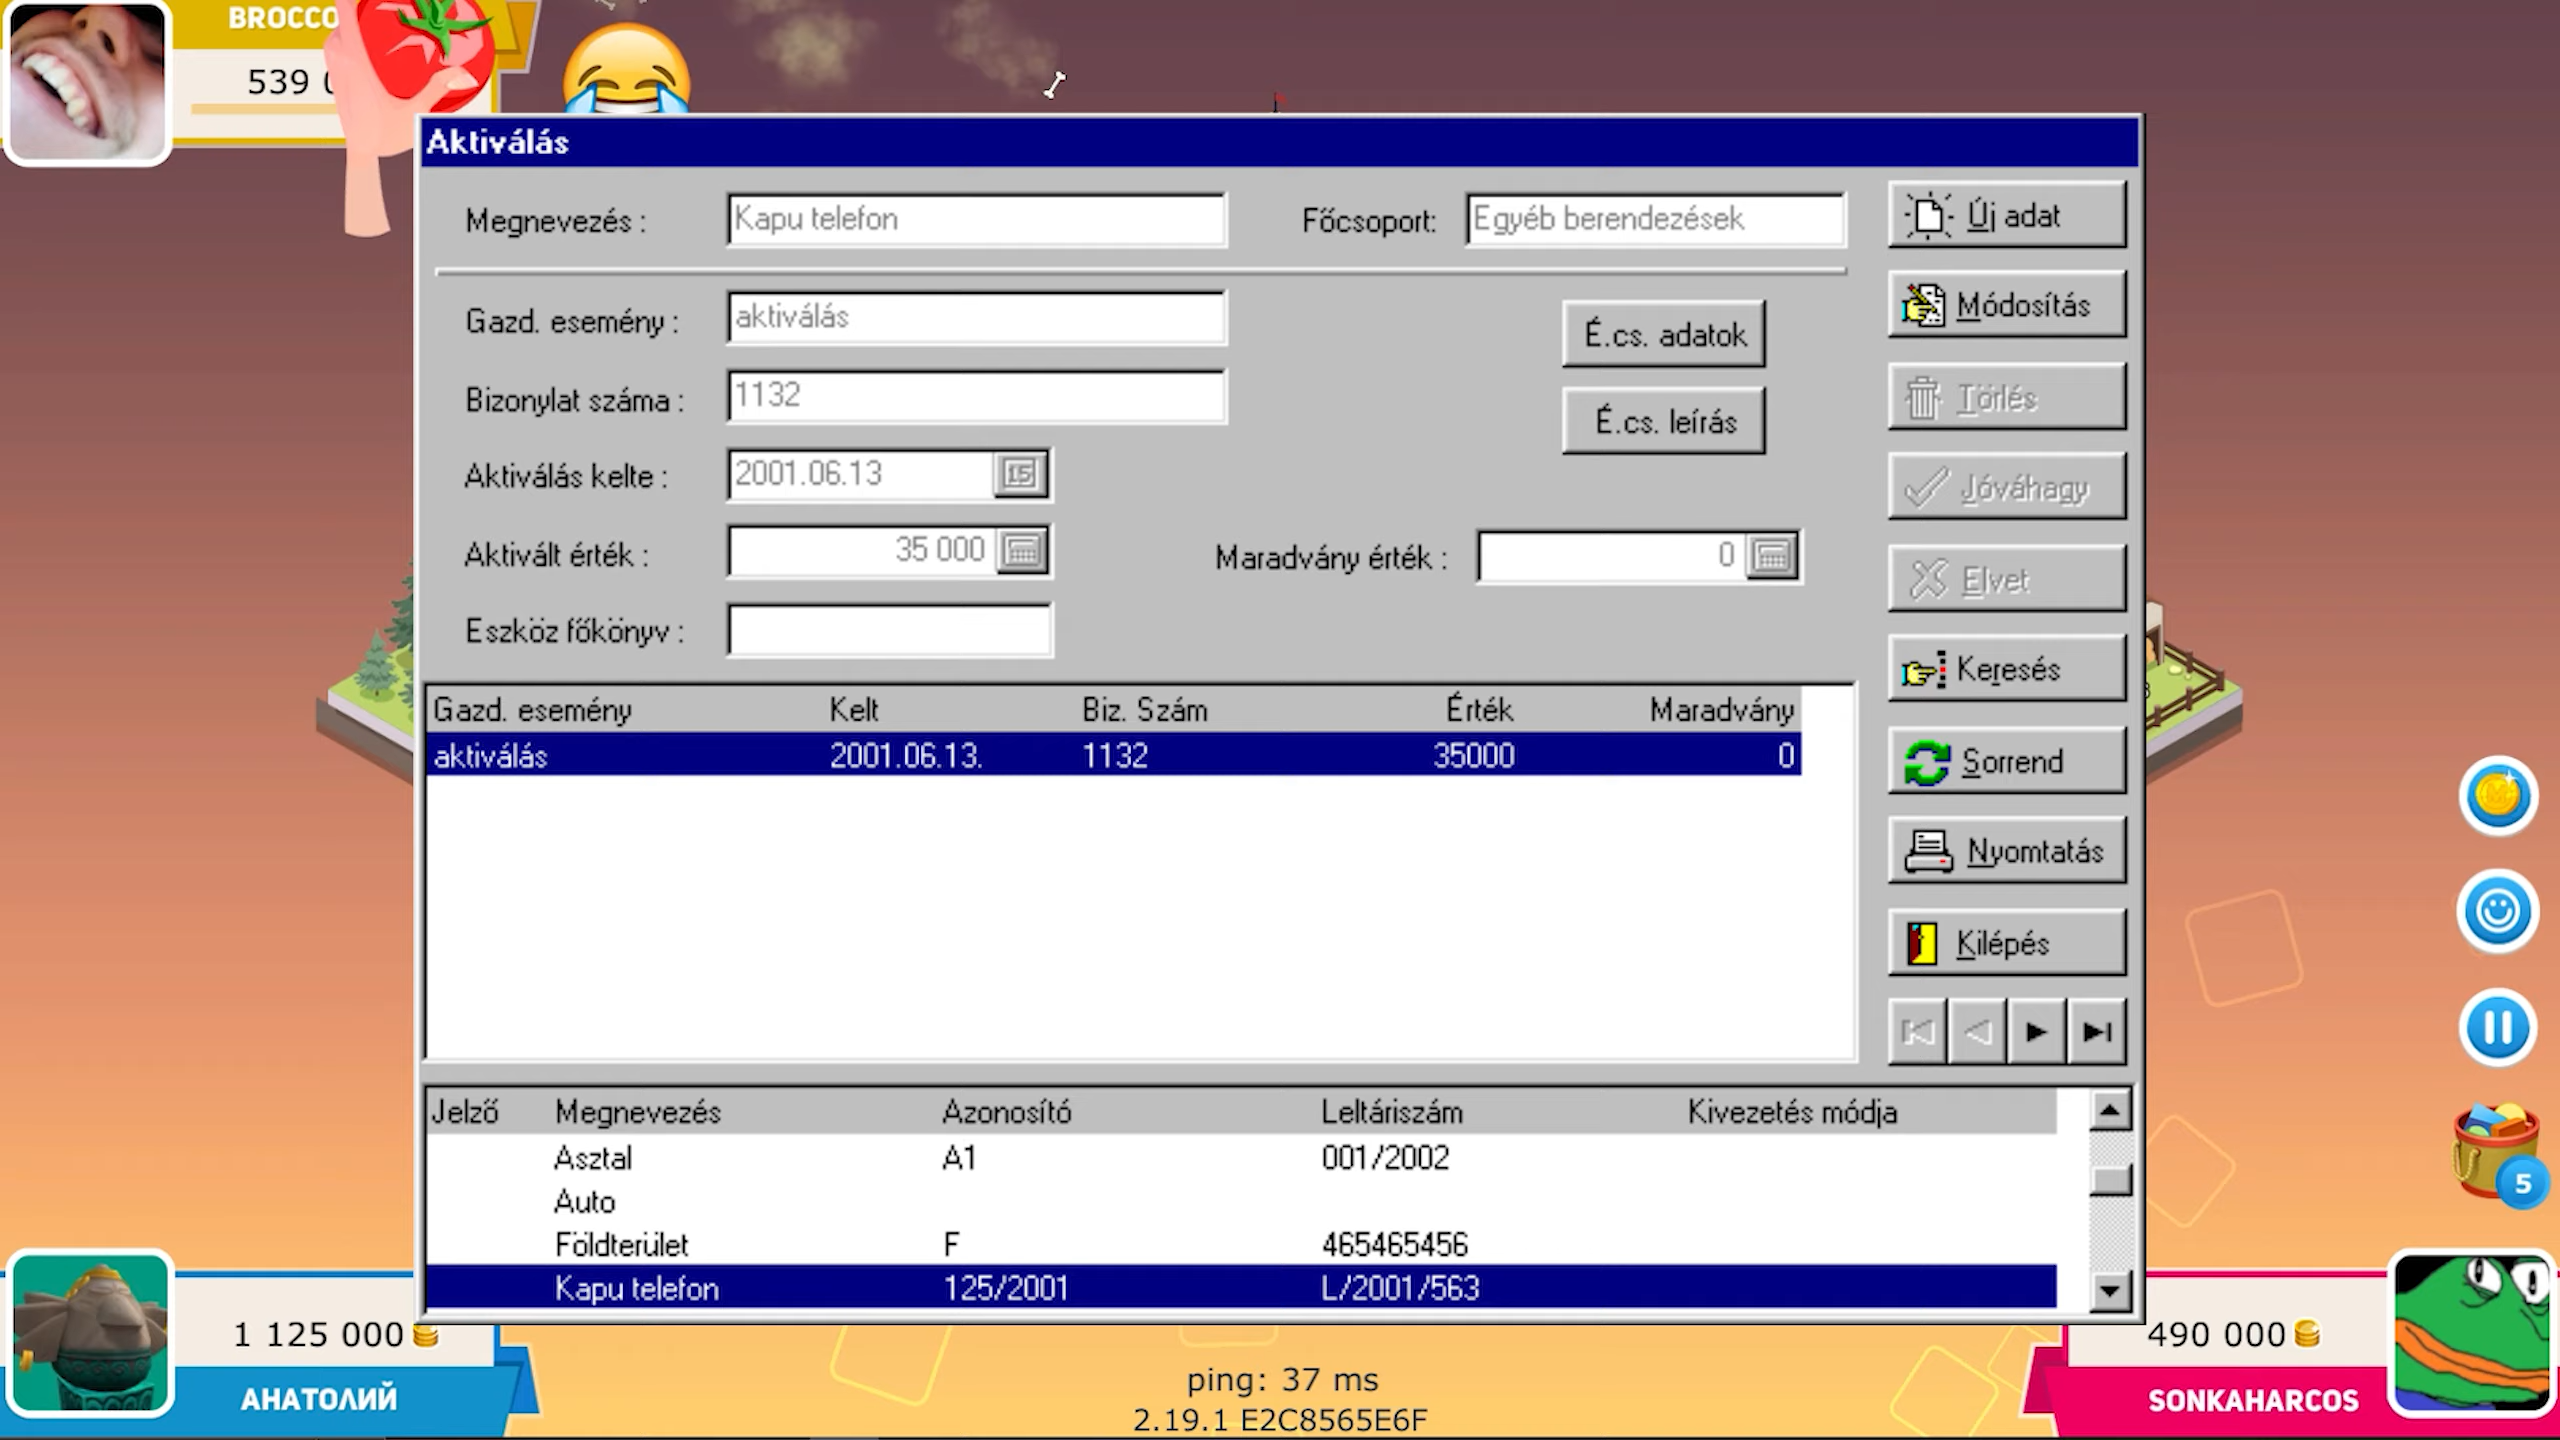 BROCCO
539
Aktiválás
Megnevezés :
Kapu telefon
Főcsoport:
Egyéb berendezések
Gazd. esemény :
aktiválás
Bizonylat száma :
1132
Aktiválás kelte :
2001.06.13
15
Aktivált érték :
35 000
Maradvány érték :
0
Eszköz főkönyv :
É.cs. adatok
É.cs. leírás
Új adat
Módosítás
Törlés
Jóváhagy
Elvet
Keresés
Sorrend
Nyomtatás
Kilépés
Gazd. esemény Kelt Biz. Szám Érték Maradvány
aktiválás 2001.06.13. 1132 35000 0
Jelző Megnevezés Azonosító Leltáriszám Kivezetés módja
Asztal A1 001/2002
Auto
Földterület F 465465456
Kapu telefon 125/2001 L/2001/563
5
1 125 000
АНАТОЛИЙ
490 000
SONKAHARCOS
ping: 37 ms
2.19.1 E2C8565E6F